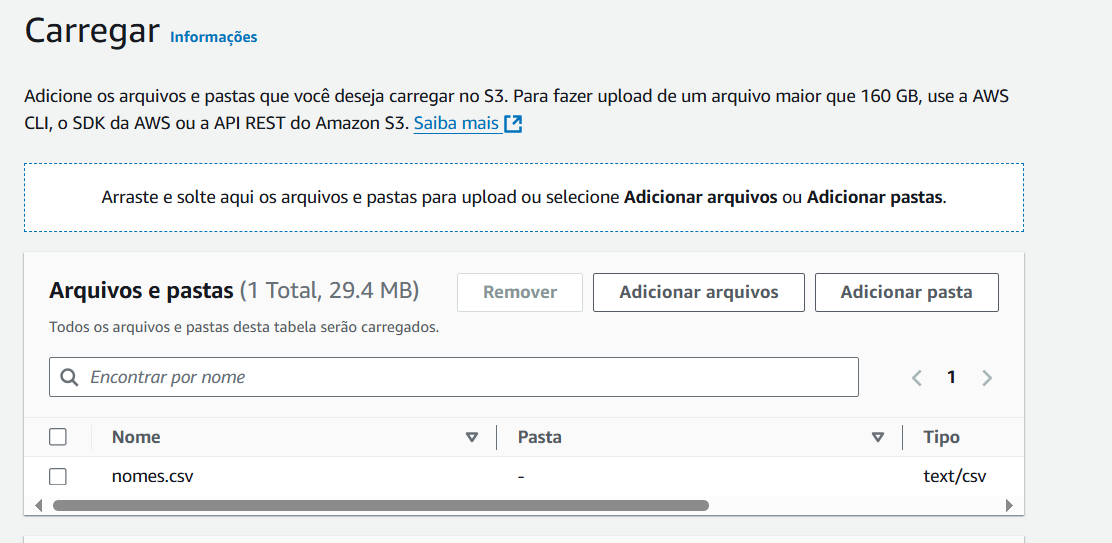 Carregar Informações
Adicione os arquivos e pastas que você deseja carregar no S3. Para fazer upload de um arquivo maior que 160 GB, use a AWS
CLI, o SDK da AWS ou a API REST do Amazon S3. Saiba mais
Arraste e solte aqui os arquivos e pastas para upload ou selecione Adicionar arquivos ou Adicionar pastas.
Arquivos e pastas (1 Total, 29.4 MB) Remover Adicionar arquivos Adicionar pasta
Todos os arquivos e pastas desta tabela serão carregados.
Encontrar por nome 1
Nome Pasta Tipo
nomes.csv - text/csv